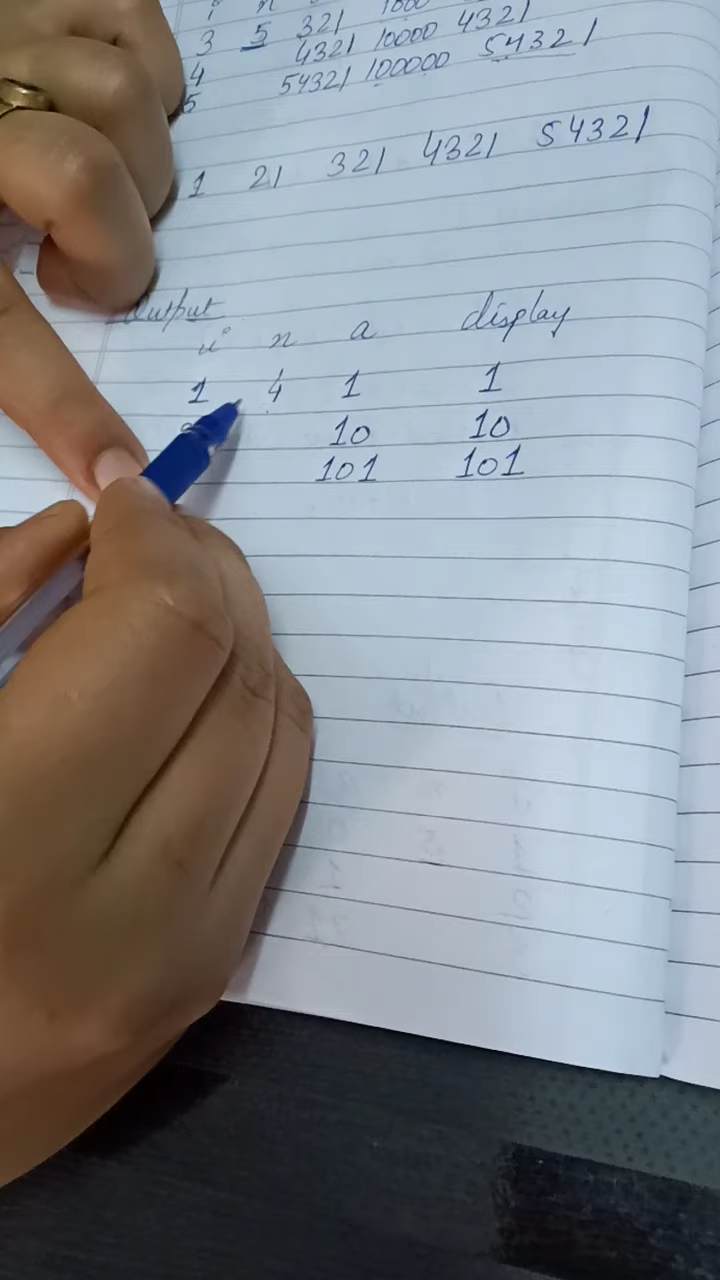 i n 321 1000 4321
3 5 4321 10000 54321
4 54321 100000
5
1 21 321 4321 54321
Output
i n a display
1 4 1 1
10 10
101 101